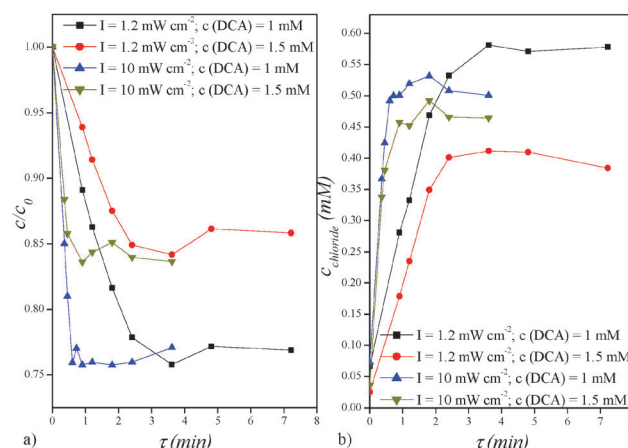 I = 1.2 mW cm⁻²; c (DCA) = 1 mM
I = 1.2 mW cm⁻²; c (DCA) = 1.5 mM
I = 10 mW cm⁻²; c (DCA) = 1 mM
I = 10 mW cm⁻²; c (DCA) = 1.5 mM
1.00
0.95
0.90
0.85
0.80
0.75
c/c₀
0 1 2 3 4 5 6 7 8
τ (min)
a)
0.65
0.60
0.55
0.50
0.45
0.40
0.35
0.30
0.25
0.20
0.15
0.10
0.05
0.00
c chloride (mM)
I = 1.2 mW cm⁻²; c (DCA) = 1 mM
I = 1.2 mW cm⁻²; c (DCA) = 1.5 mM
I = 10 mW cm⁻²; c (DCA) = 1 mM
I = 10 mW cm⁻²; c (DCA) = 1.5 mM
0 1 2 3 4 5 6 7 8
τ (min)
b)